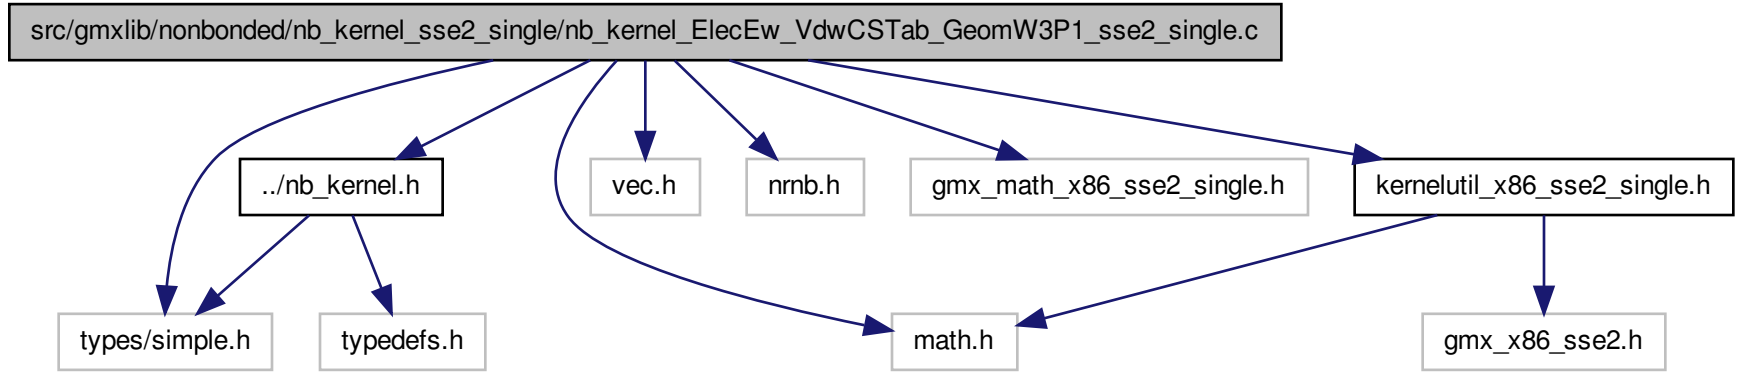 src/gmxlib/nonbonded/nb_kernel_sse2_single/nb_kernel_ElecEw_VdwCSTab_GeomW3P1_sse2_single.c
../nb_kernel.h
vec.h
nrnb.h
gmx_math_x86_sse2_single.h
kernelutil_x86_sse2_single.h
types/simple.h
typedefs.h
math.h
gmx_x86_sse2.h